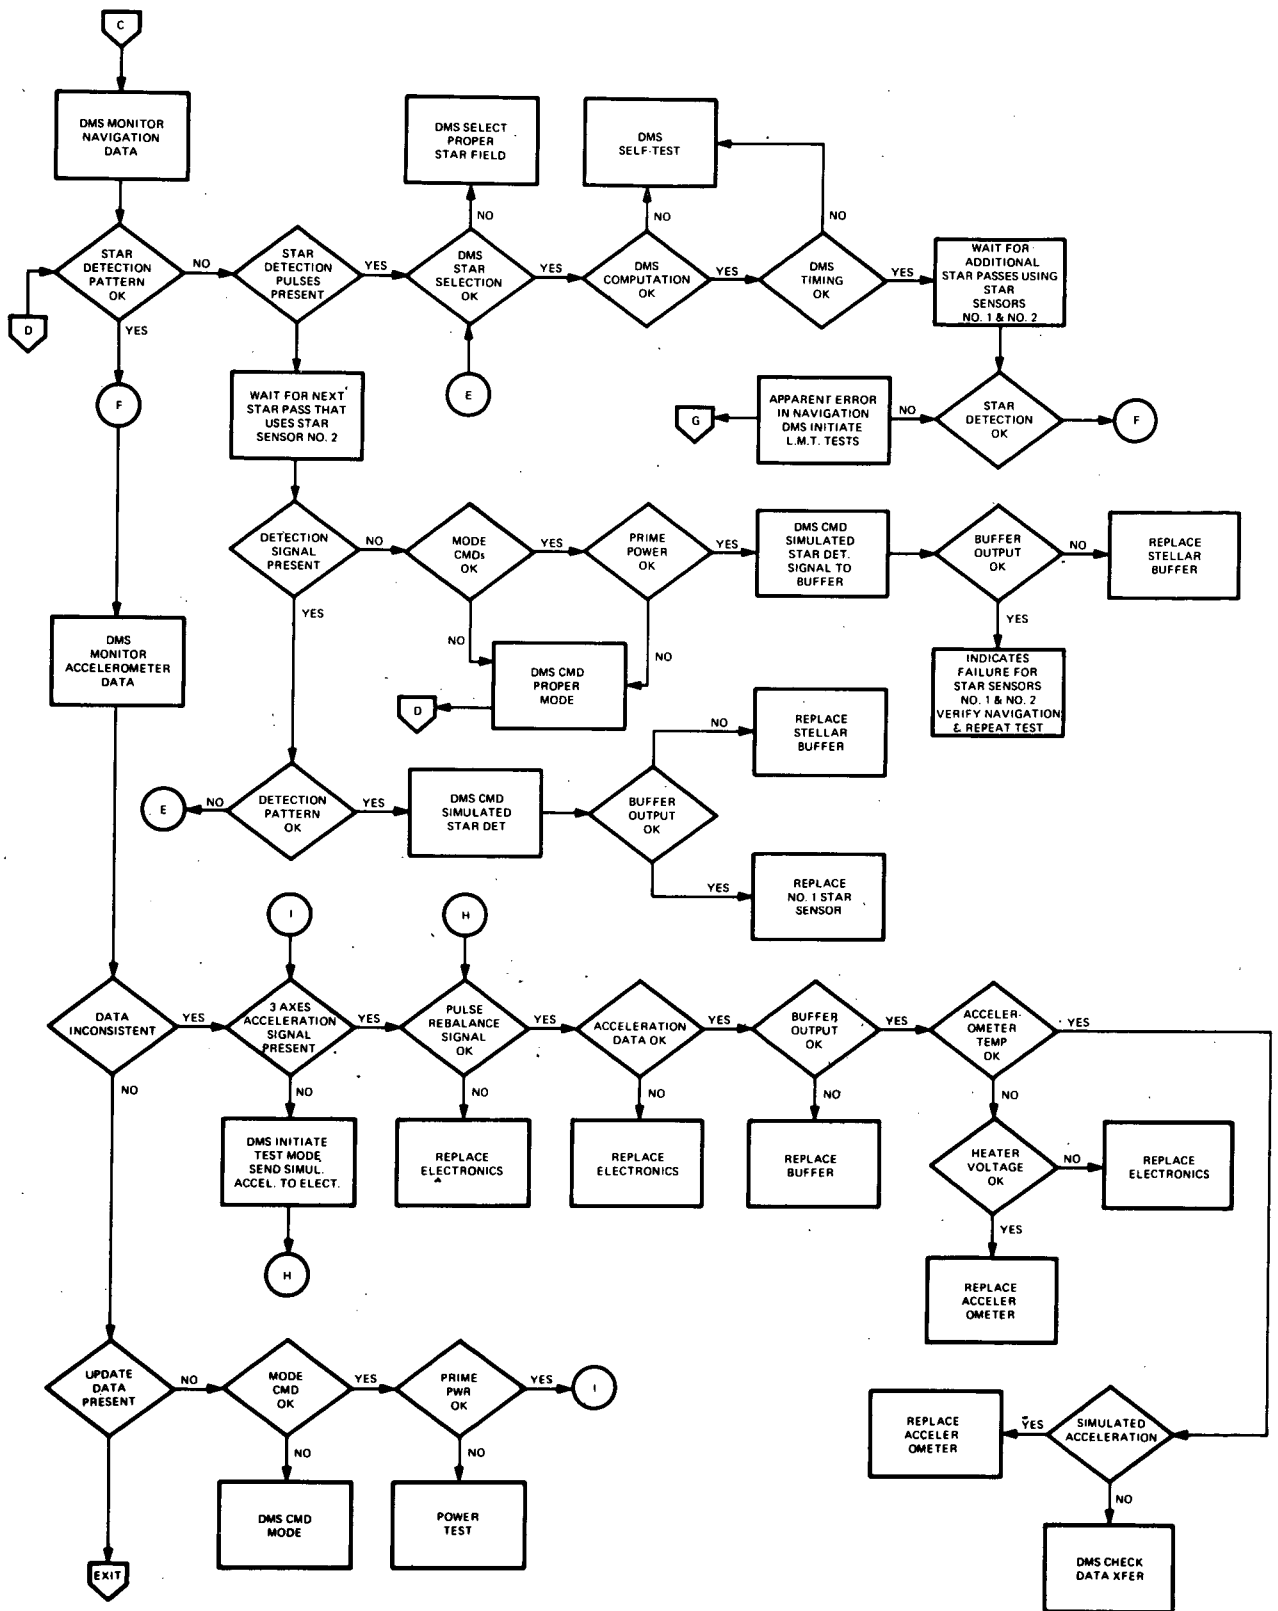 C
DMS MONITOR
NAVIGATION
DATA
DMS SELECT
PROPER
STAR FIELD
DMS
SELF-TEST
NO
NO
NO
STAR
DETECTION
PATTERN
OK
NO
STAR
DETECTION
PULSES
PRESENT
YES
DMS
STAR
SELECTION
OK
YES
DMS
COMPUTATION
OK
YES
DMS
TIMING
OK
YES
WAIT FOR
ADDITIONAL
STAR PASSES USING
STAR
SENSORS
NO. 1 & NO. 2
D
YES
F
WAIT FOR NEXT
STAR PASS THAT
USES STAR
SENSOR NO. 2
E
G
APPARENT ERROR
IN NAVIGATION
DMS INITIATE
L.M.T. TESTS
NO
STAR
DETECTION
OK
F
DETECTION
SIGNAL
PRESENT
NO
MODE
CMDs
OK
YES
PRIME
POWER
OK
YES
DMS CMD
SIMULATED
STAR DET.
SIGNAL TO
BUFFER
BUFFER
OUTPUT
OK
NO
REPLACE
STELLAR
BUFFER
YES
NO
NO
YES
DMS
MONITOR
ACCELEROMETER
DATA
DMS CMD
PROPER
MODE
D
INDICATES
FAILURE FOR
STAR SENSORS
NO. 1 & NO. 2
VERIFY NAVIGATION
& REPEAT TEST
NO
REPLACE
STELLAR
BUFFER
E
NO
DETECTION
PATTERN
OK
YES
DMS CMD
SIMULATED
STAR DET
BUFFER
OUTPUT
OK
YES
REPLACE
NO. 1 STAR
SENSOR
I
H
DATA
INCONSISTENT
YES
3 AXES
ACCELERATION
SIGNAL
PRESENT
YES
PULSE
REBALANCE
SIGNAL
OK
YES
ACCELERATION
DATA OK
YES
BUFFER
OUTPUT
OK
YES
ACCELER-
OMETER
TEMP
OK
YES
NO
NO
NO
NO
NO
NO
DMS INITIATE
TEST MODE
SEND SIMUL.
ACCEL. TO ELECT.
REPLACE
ELECTRONICS
REPLACE
ELECTRONICS
REPLACE
BUFFER
HEATER
VOLTAGE
OK
NO
REPLACE
ELECTRONICS
YES
H
REPLACE
ACCELER
OMETER
UPDATE
DATA
PRESENT
NO
MODE
CMD
OK
YES
PRIME
PWR
OK
YES
I
REPLACE
ACCELER
OMETER
YES
SIMULATED
ACCELERATION
NO
NO
NO
DMS CMD
MODE
POWER
TEST
EXIT
DMS CHECK
DATA XFER